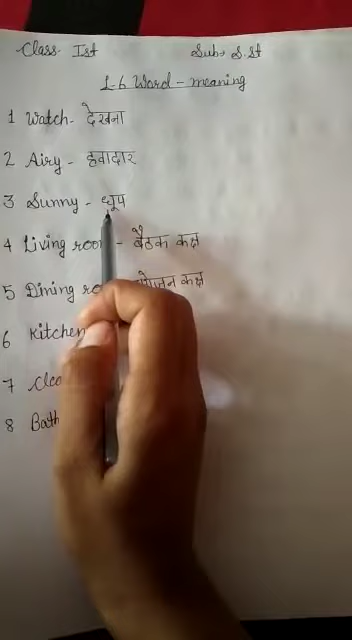 Class- Ist Sub:- S.St
L-6 Word-meaning
1 Watch- देखना
2 Airy - हवादार
3 Sunny - धूप
4 Living room - बैठक कक्ष
5 Dining कक्ष
6 Kitchen
7
8 Bath